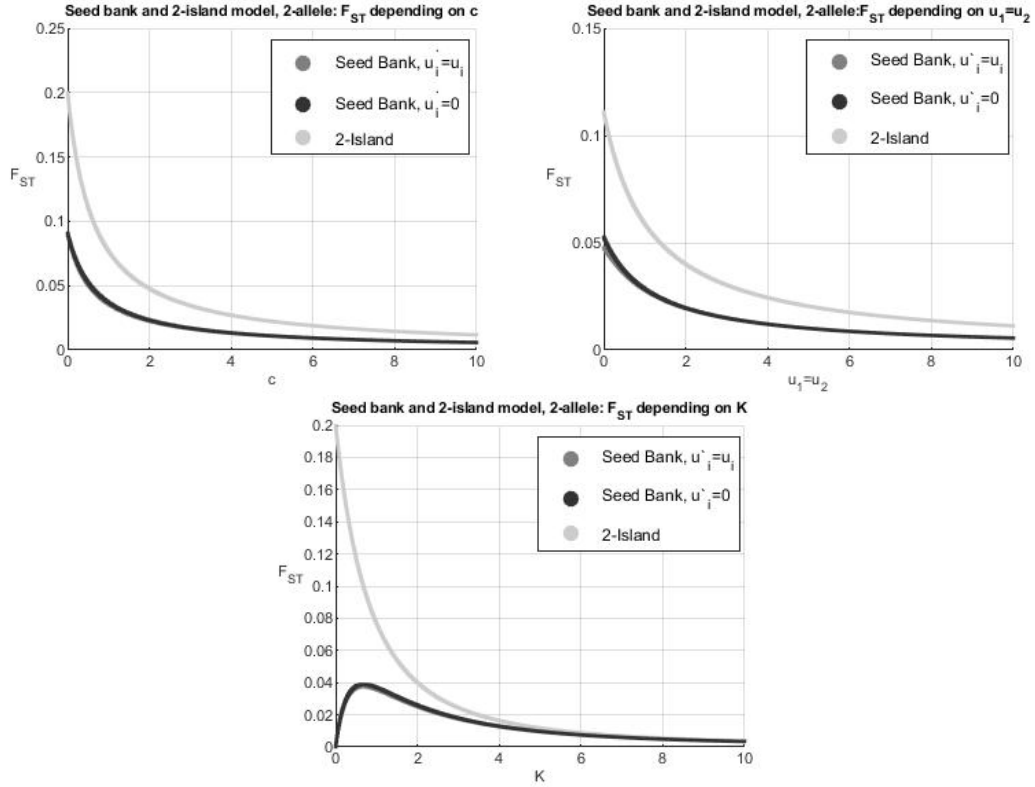 Seed bank and 2-island model, 2-allele: F_ST depending on c
0.25
0.2
0.15
0.1
0.05
0
F_ST
0 2 4 6 8 10
c
Seed Bank, u`_i=u_i
Seed Bank, u`_i=0
2-Island
Seed bank and 2-island model, 2-allele:F_ST depending on u_1=u_2
0.15
0.1
0.05
0
F_ST
0 2 4 6 8 10
u_1=u_2
Seed Bank, u`_i=u_i
Seed Bank, u`_i=0
2-Island
Seed bank and 2-island model, 2-allele: F_ST depending on K
0.2
0.18
0.16
0.14
0.12
0.1
0.08
0.06
0.04
0.02
0
F_ST
0 2 4 6 8 10
K
Seed Bank, u`_i=u_i
Seed Bank, u`_i=0
2-Island